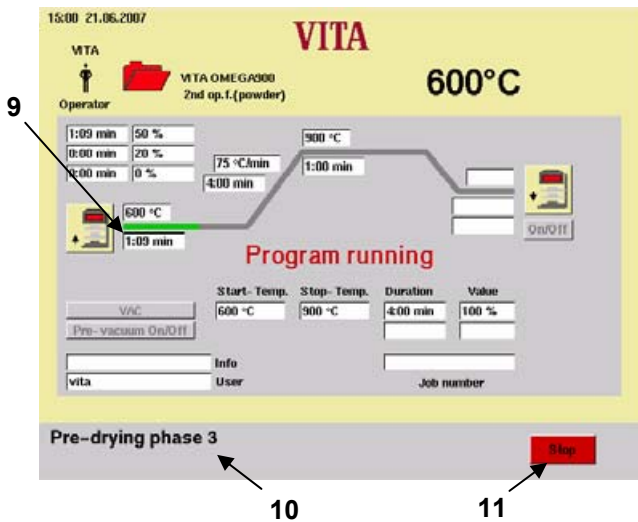 15:00 21.06.2007
VITA
VITA
600°C
VITA OMEGA900
2nd op.f.(powder)
Operator
9
1:09 min 50 %
0:00 min 20 %
0:00 min 0 %
900 °C
75 °C/min
1:00 min
4:00 min
600 °C
1:09 min
On/Off
Program running
Start-Temp. Stop-Temp. Duration Value
600 °C 900 °C 4:00 min 100 %
VAC
Pre-vacuum On/Off
Info
vita User Job number
Pre-drying phase 3
Stop
10
11